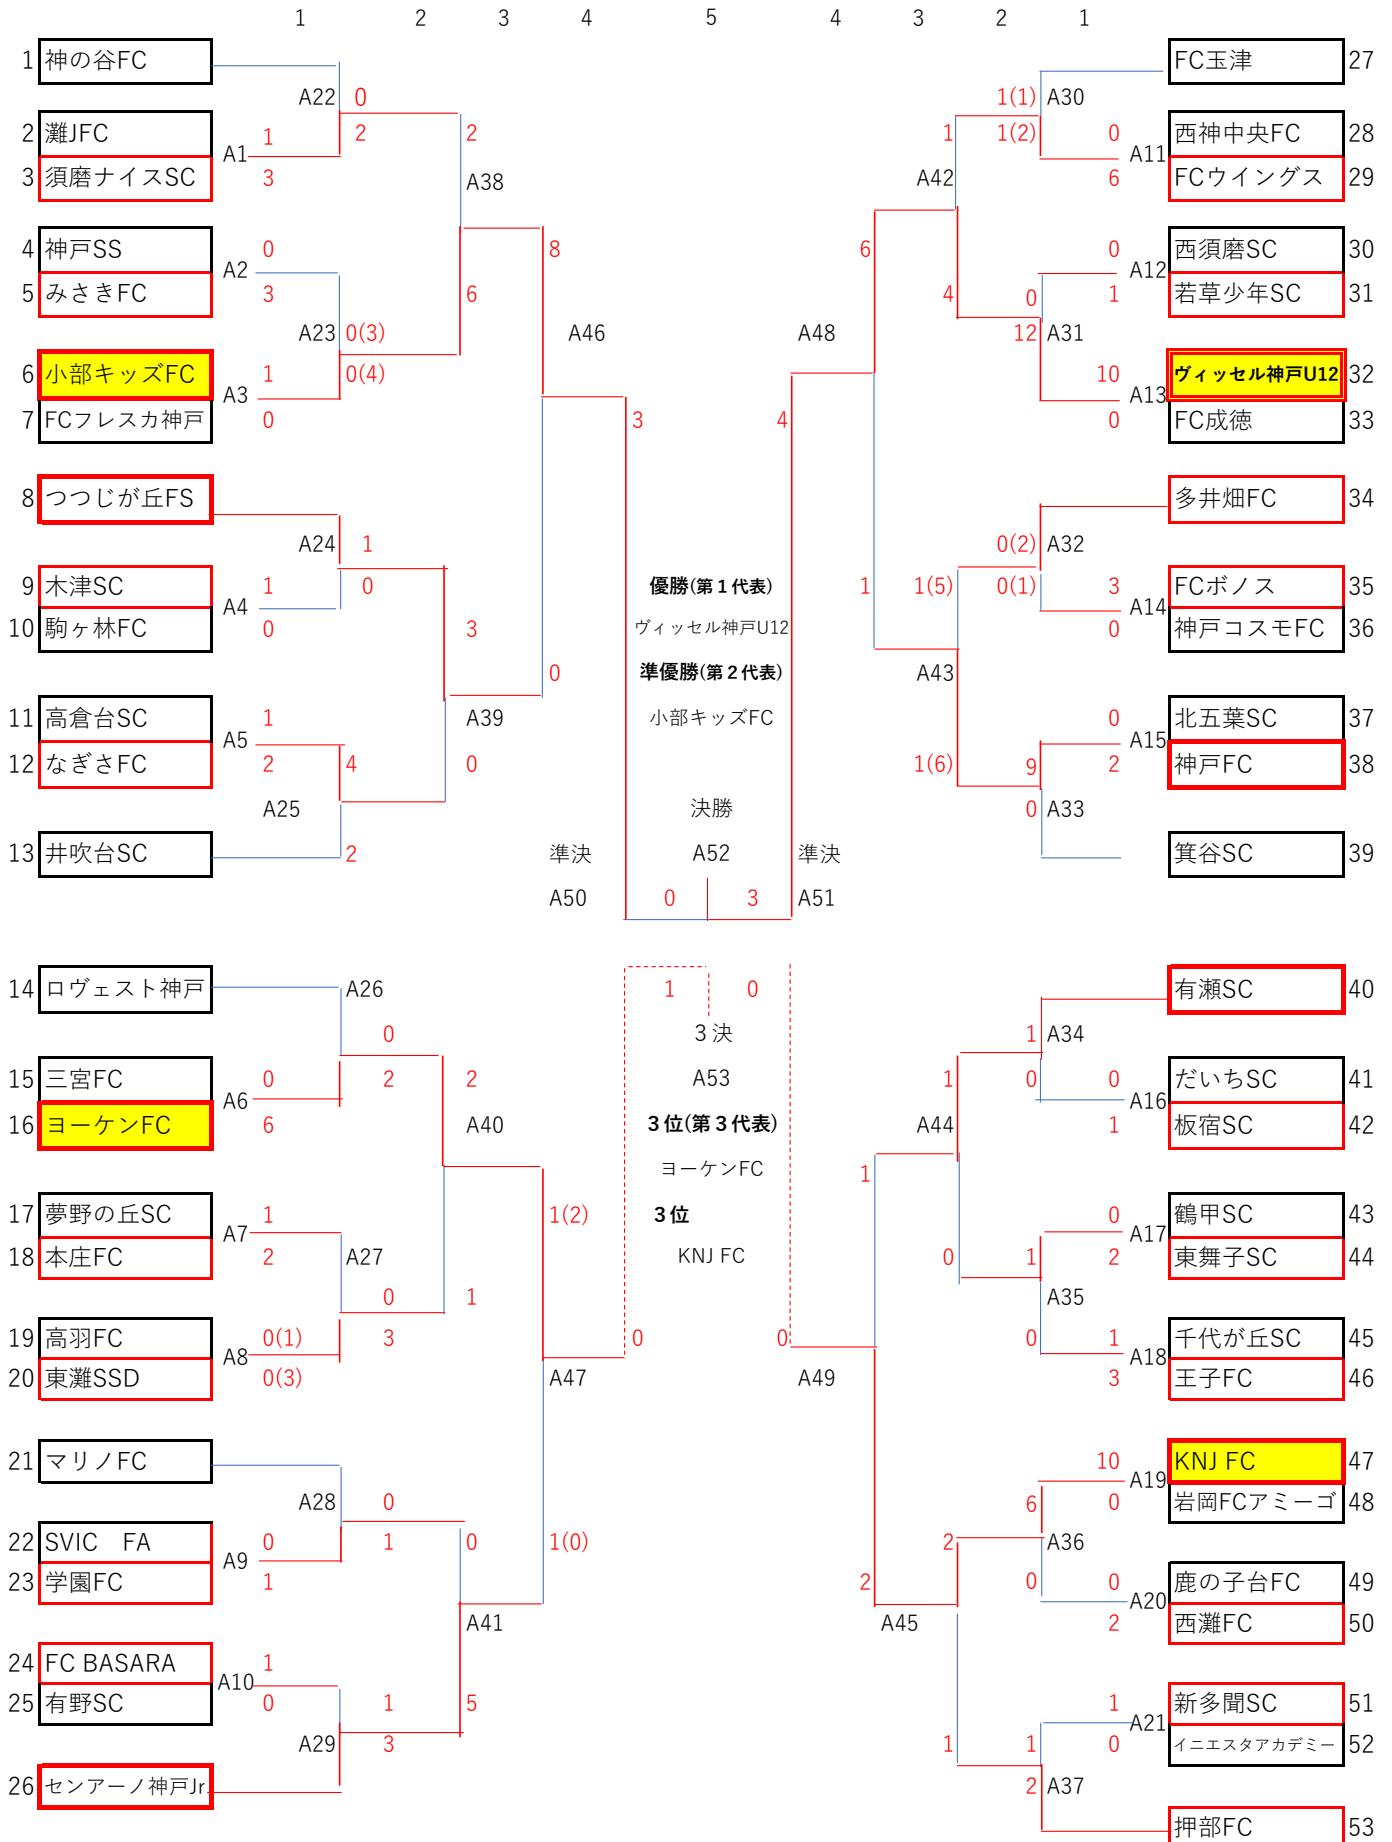 1 2 3 4 5 4 3 2 1
1 神の谷FC
A22 0
2 灘JFC 1 2 2
A1
3 須磨ナイスSC 3
A38
4 神戸SS 0 8
A2
5 みさきFC 3 6
A23 0(3)
A46
6 小部キッズFC 1 0(4)
A3
7 FCフレスカ神戸 0 3
8 つつじが丘FS
A24 1
9 木津SC 1 0
A4
10 駒ヶ林FC 0 3
0
11 高倉台SC 1
A39
A5
12 なぎさFC 2 4 0
A25
13 井吹台SC 2
準決
A50
FC玉津 27
1(1) A30
1 1(2) 0 西神中央FC 28
A11
A42 6 FCウイングス 29
6 0 西須磨SC 30
A12
4 0 1 若草少年SC 31
A48 12 A31
10 ヴィッセル神戸U12 32
A13
4 0 FC成徳 33
多井畑FC 34
0(2) A32
1 1(5) 0(1) 3 FCボノス 35
A14
0 神戸コスモFC 36
A43
0 北五葉SC 37
A15
1(6) 9 2 神戸FC 38
0 A33
箕谷SC 39
準決
A51
優勝(第1代表)
ヴィッセル神戸U12
準優勝(第2代表)
小部キッズFC
決勝
A52
0 3
14 ロヴェスト神戸 A26
0
15 三宮FC 0 2 2
A6
16 ヨーケンFC 6 A40
17 夢野の丘SC 1 1(2)
A7
18 本庄FC 2 A27
0 1
19 高羽FC 0(1) 3 0
A8
20 東灘SSD 0(3) A47
21 マリノFC
A28 0
22 SVIC FA 0 1 0 1(0)
A9
23 学園FC 1
A41
24 FC BASARA 1
A10
25 有野SC 0 1 5
A29 3
26 センアーノ神戸Jr.
1 0
3決
A53
3位(第3代表)
ヨーケンFC
3位
KNJ FC
有瀬SC 40
1 A34
1 0 0 だいちSC 41
A16
A44 1 板宿SC 42
1
0 鶴甲SC 43
A17
0 1 2 東舞子SC 44
A35
0 0 1 千代が丘SC 45
A18
A49 3 王子FC 46
10 KNJ FC 47
A19
6 0 岩岡FCアミーゴ 48
2 A36
2 0 0 鹿の子台FC 49
A20
A45 2 西灘FC 50
1 新多聞SC 51
A21
1 1 0 イニエスタアカデミー 52
2 A37
押部FC 53